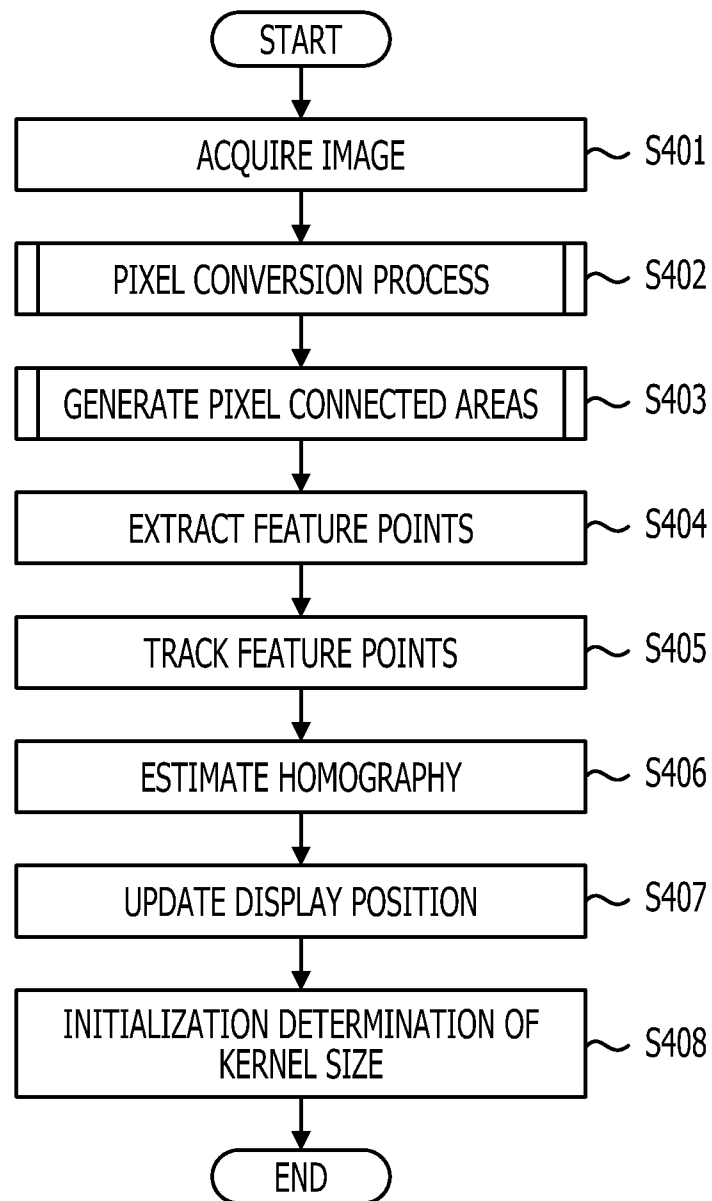 START
ACQUIRE IMAGE
S401
PIXEL CONVERSION PROCESS
S402
GENERATE PIXEL CONNECTED AREAS
S403
EXTRACT FEATURE POINTS
S404
TRACK FEATURE POINTS
S405
ESTIMATE HOMOGRAPHY
S406
UPDATE DISPLAY POSITION
S407
INITIALIZATION DETERMINATION OF
KERNEL SIZE
S408
END